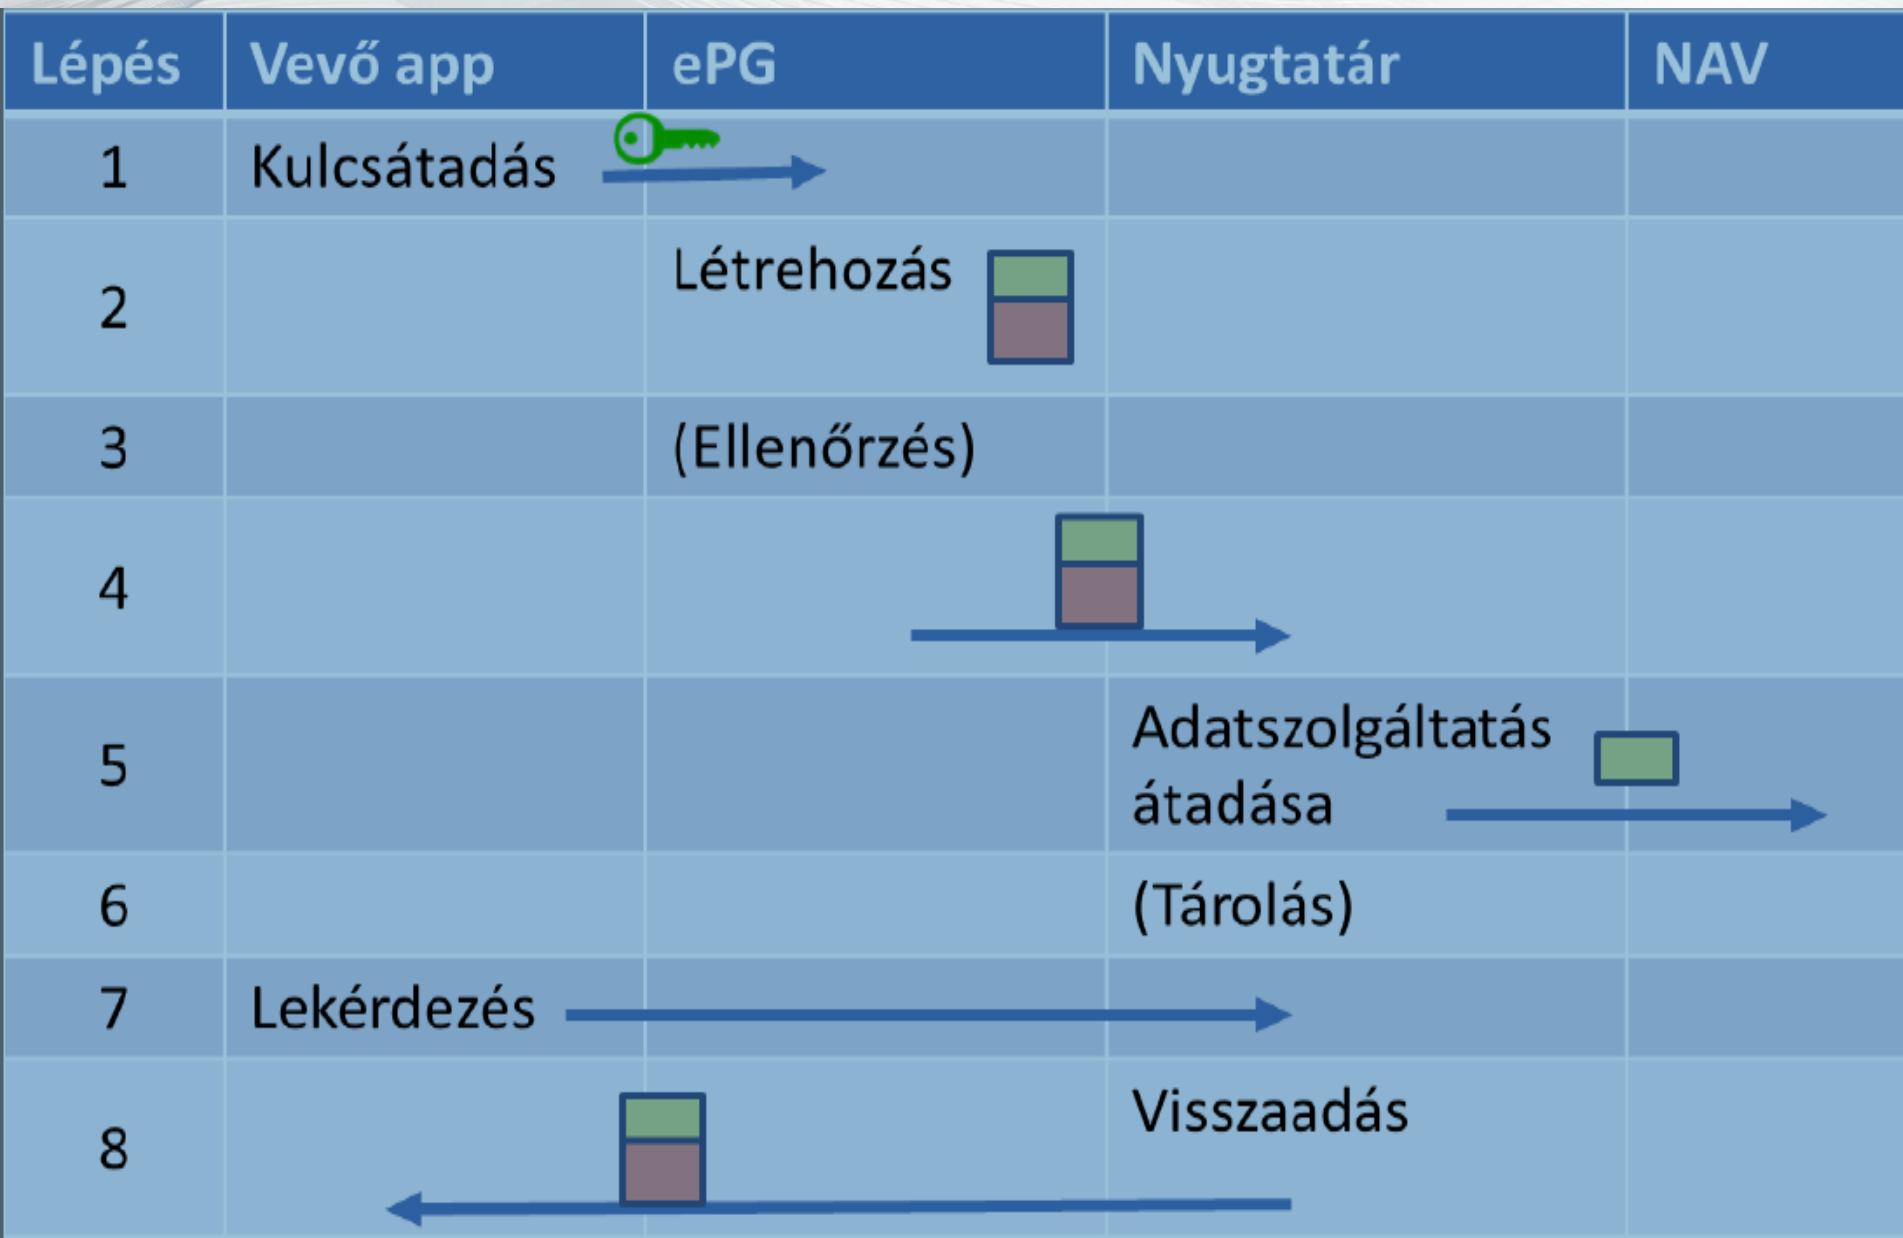 Lépés Vevő app ePG Nyugtatár NAV
1 Kulcsátadás
2 Létrehozás
3 (Ellenőrzés)
4
5 Adatszolgáltatás
átadása
6 (Tárolás)
7 Lekérdezés
8 Visszaadás